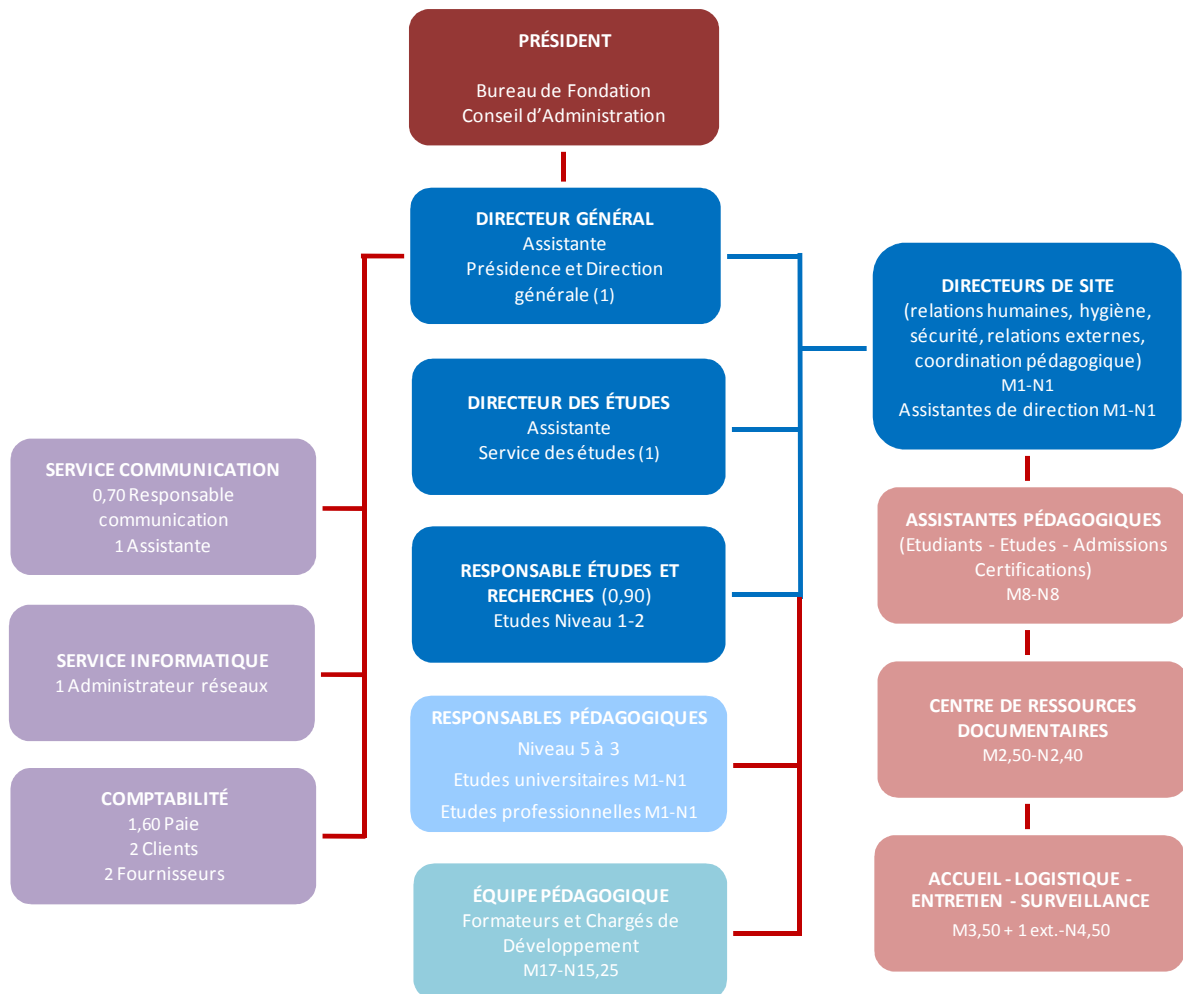 PRÉSIDENT
Bureau de Fondation
Conseil d'Administration
DIRECTEUR GÉNÉRAL
Assistante
Présidence et Direction
générale (1)
DIRECTEURS DE SITE
(relations humaines, hygiène,
sécurité, relations externes,
coordination pédagogique)
M1-N1
Assistantes de direction M1-N1
DIRECTEUR DES ÉTUDES
Assistante
Service des études (1)
SERVICE COMMUNICATION
0,70 Responsable
communication
1 Assistante
RESPONSABLE ÉTUDES ET
RECHERCHES (0,90)
Etudes Niveau 1-2
ASSISTANTES PÉDAGOGIQUES
(Etudiants - Etudes - Admissions
Certifications)
M8-N8
SERVICE INFORMATIQUE
1 Administrateur réseaux
RESPONSABLES PÉDAGOGIQUES
Niveau 5 à 3
Etudes universitaires M1-N1
Etudes professionnelles M1-N1
CENTRE DE RESSOURCES
DOCUMENTAIRES
M2,50-N2,40
COMPTABILITÉ
1,60 Paie
2 Clients
2 Fournisseurs
ÉQUIPE PÉDAGOGIQUE
Formateurs et Chargés de
Développement
M17-N15,25
ACCUEIL - LOGISTIQUE -
ENTRETIEN - SURVEILLANCE
M3,50 + 1 ext.-N4,50